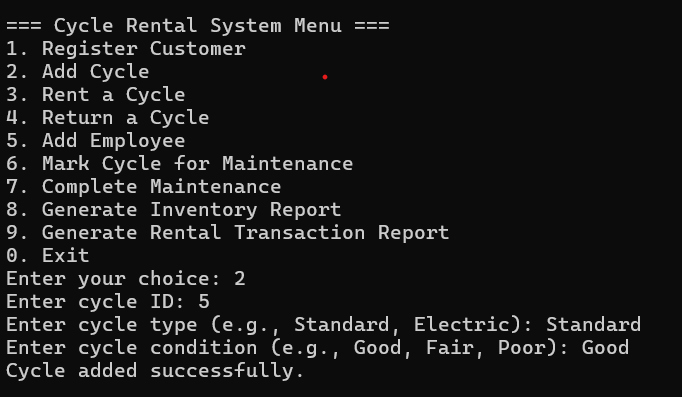 === Cycle Rental System Menu ===
1. Register Customer
2. Add Cycle
3. Rent a Cycle
4. Return a Cycle
5. Add Employee
6. Mark Cycle for Maintenance
7. Complete Maintenance
8. Generate Inventory Report
9. Generate Rental Transaction Report
0. Exit
Enter your choice: 2
Enter cycle ID: 5
Enter cycle type (e.g., Standard, Electric): Standard
Enter cycle condition (e.g., Good, Fair, Poor): Good
Cycle added successfully.